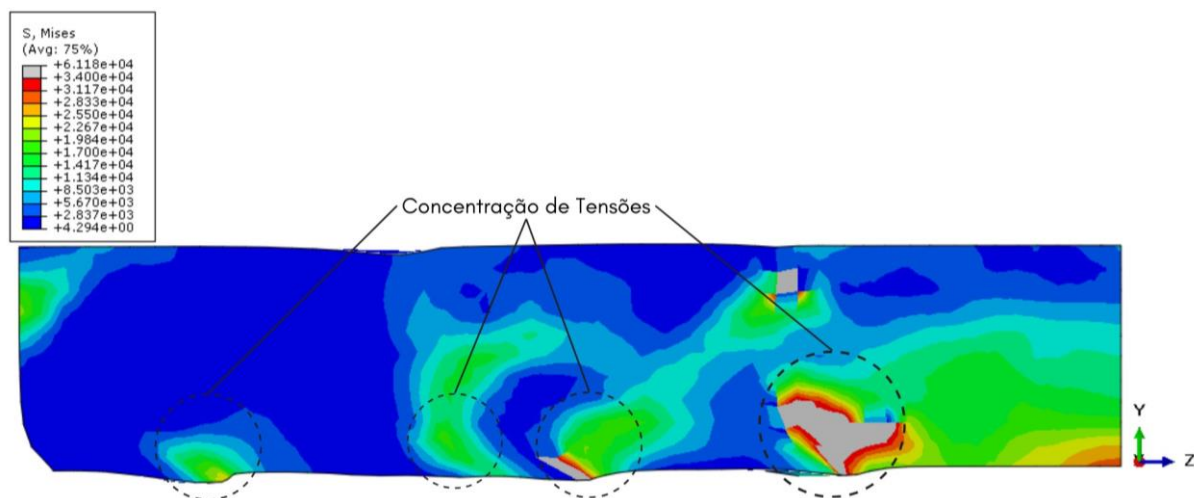 S, Mises
(Avg: 75%)
+6.118e+04
+3.400e+04
+3.117e+04
+2.833e+04
+2.550e+04
+2.267e+04
+1.984e+04
+1.700e+04
+1.417e+04
+1.134e+04
+8.503e+03
+5.670e+03
+2.837e+03
+4.294e+00
Concentração de Tensões
Y
Z